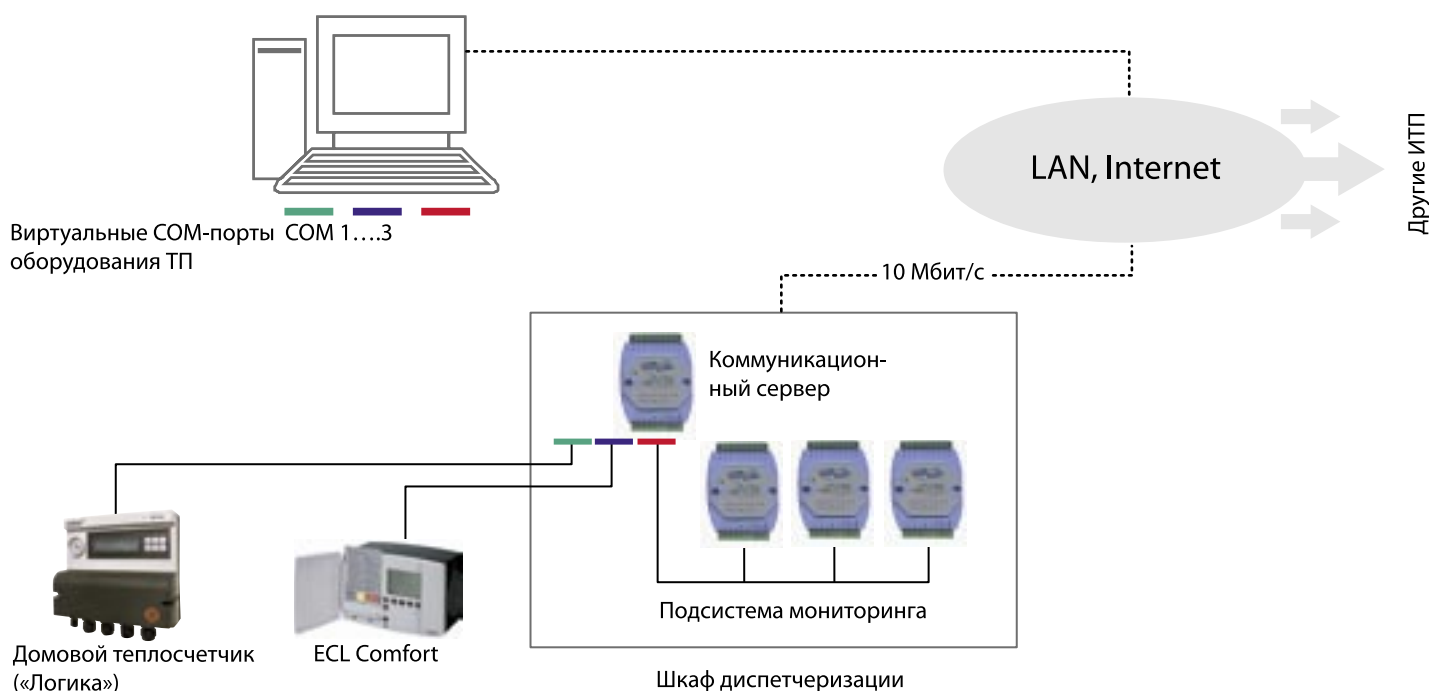 LAN, Internet
Другие ИТП
Виртуальные COM-порты COM 1….3
оборудования ТП
10 Мбит/с
Коммуникацион-
ный сервер
Подсистема мониторинга
Домовой теплосчетчик
(«Логика»)
ECL Comfort
Шкаф диспетчеризации